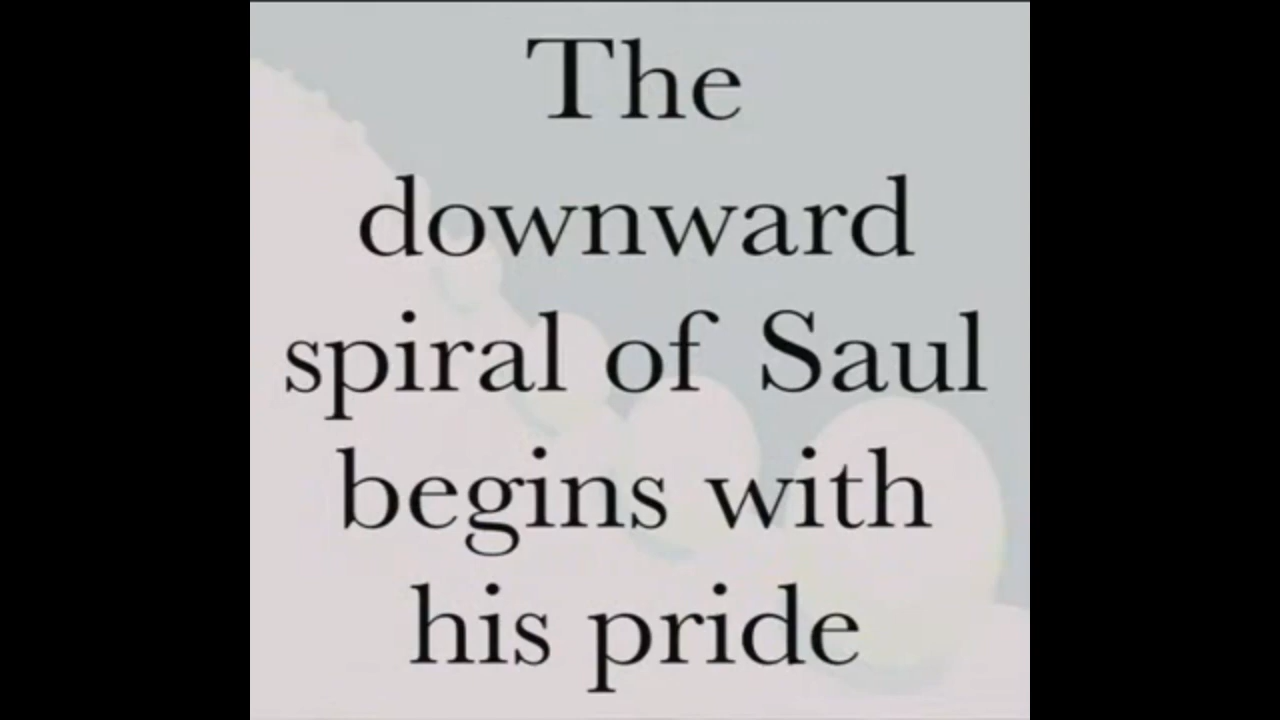 The
downward
spiral of Saul
begins with
his pride